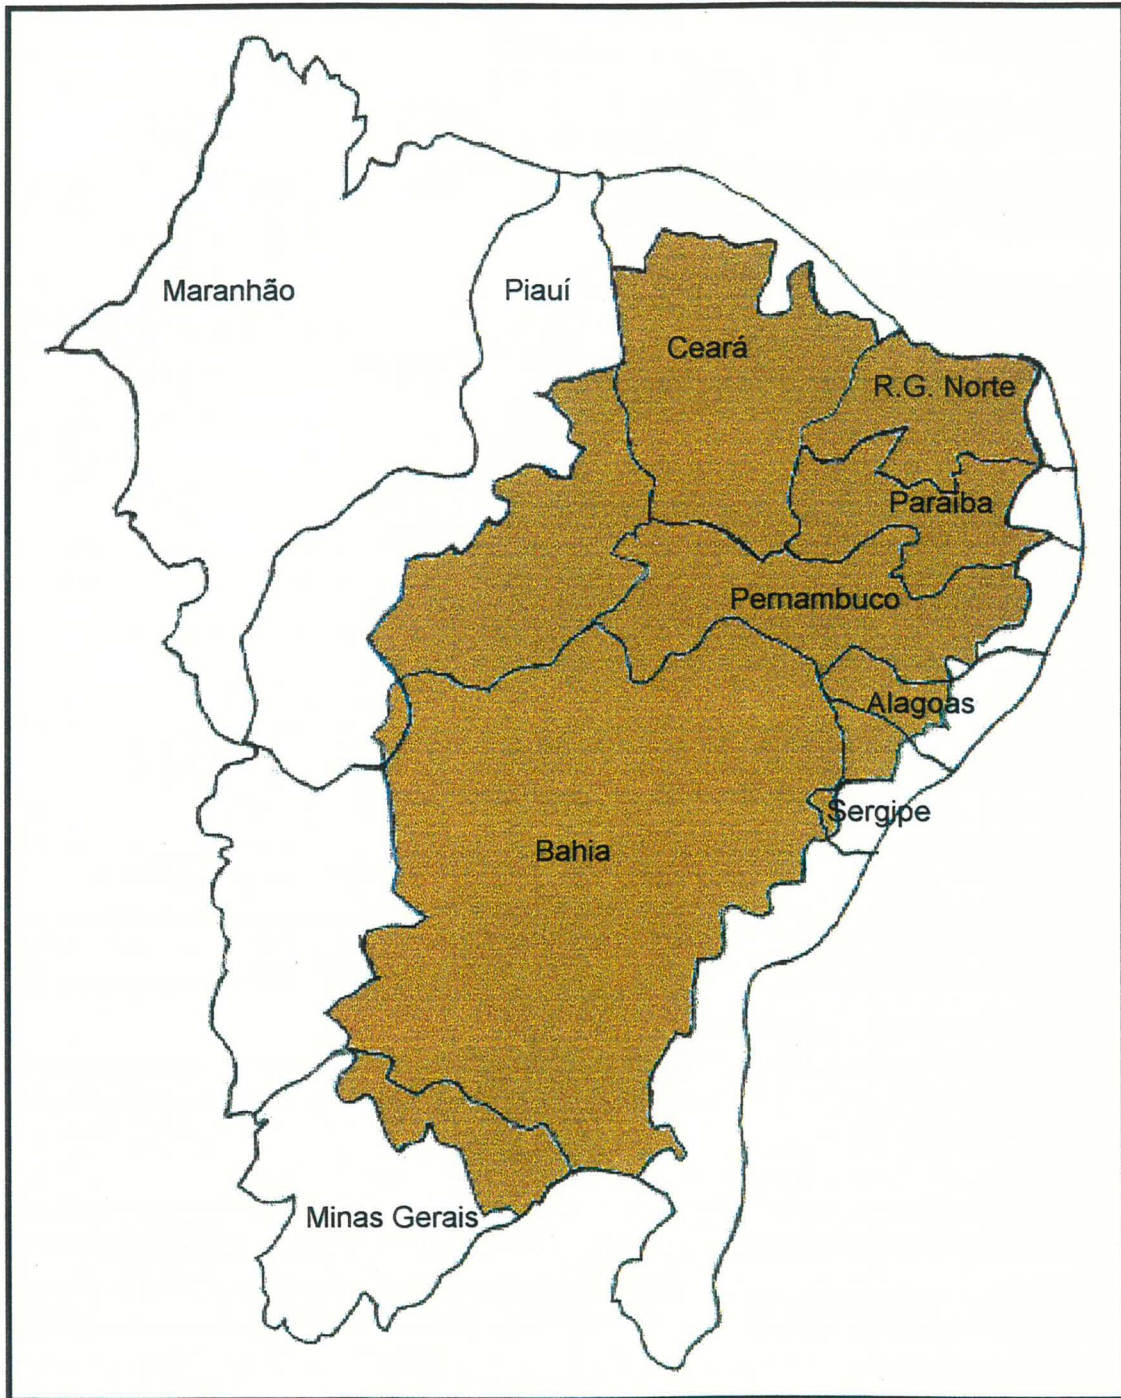 Maranhão
Piauí
Ceará
R.G. Norte
Paraíba
Pernambuco
Alagoas
Sergipe
Bahia
Minas Gerais